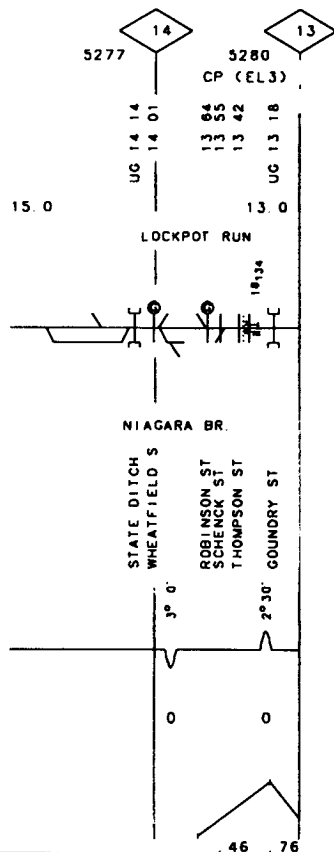 14 13
5277 5280
CP (EL3)
UG 14 14
14 01
13 64
13 55
13 42
UG 13 18
15.0 13.0
LOCKPOT RUN
18134
NIAGARA BR.
STATE DITCH
WHEATFIELD S
ROBINSON ST
SCHENCK ST
THOMPSON ST
GOUNDRY ST
3° 0'
2° 30'
0 0
.46 .76